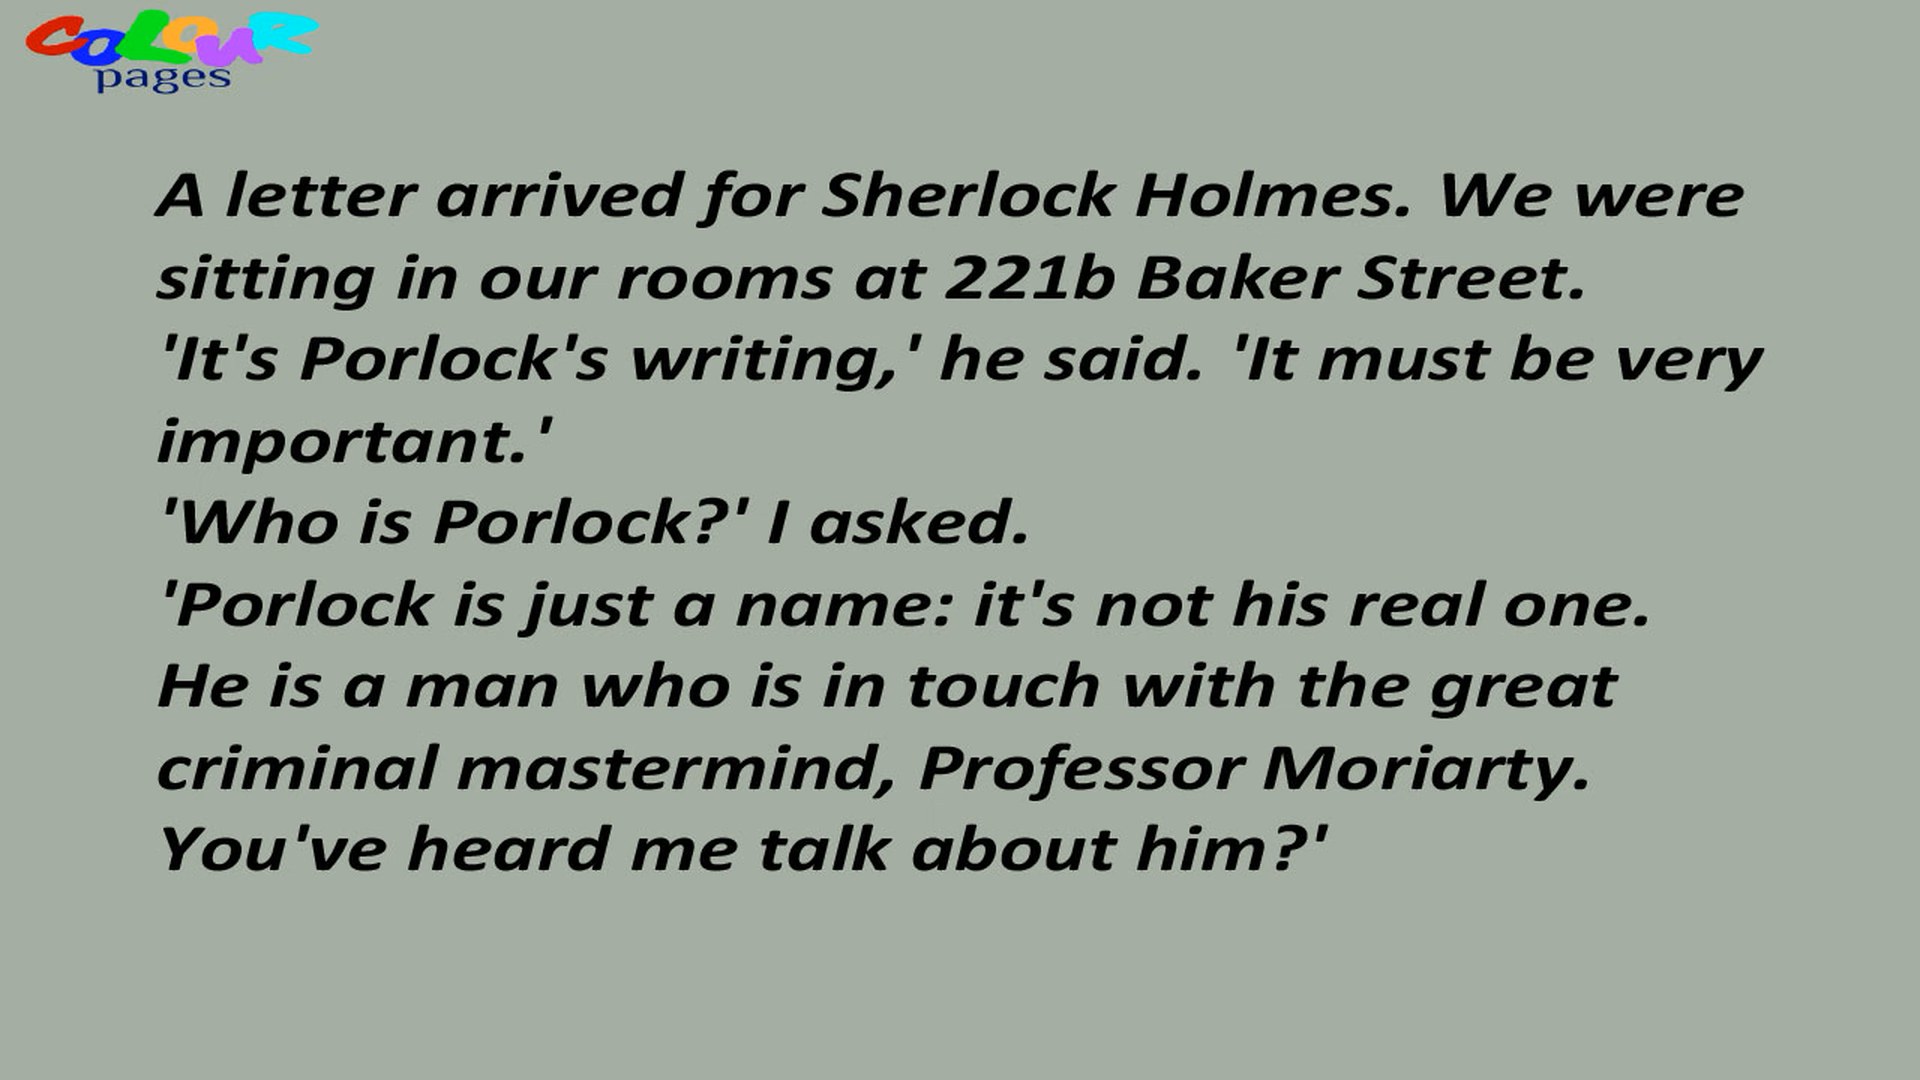 COLOUR
pages
A letter arrived for Sherlock Holmes. We were
sitting in our rooms at 221b Baker Street.
'It's Porlock's writing,' he said. 'It must be very
important.'
'Who is Porlock?' I asked.
'Porlock is just a name: it's not his real one.
He is a man who is in touch with the great
criminal mastermind, Professor Moriarty.
You've heard me talk about him?'